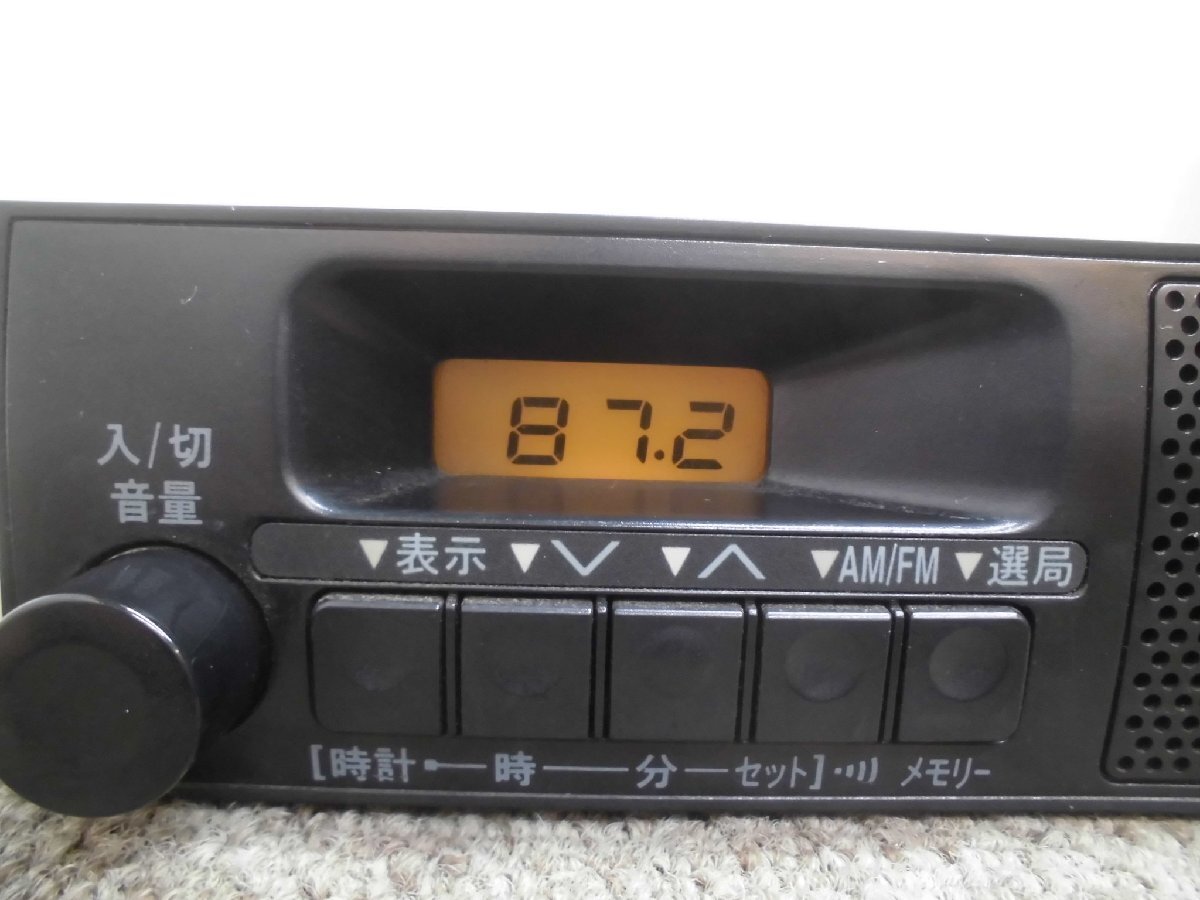 87.2
入/切
音量
▼表示 ▼∨ ▼∧ ▼AM/FM ▼選局
[時計 時 分 セット] メモリー